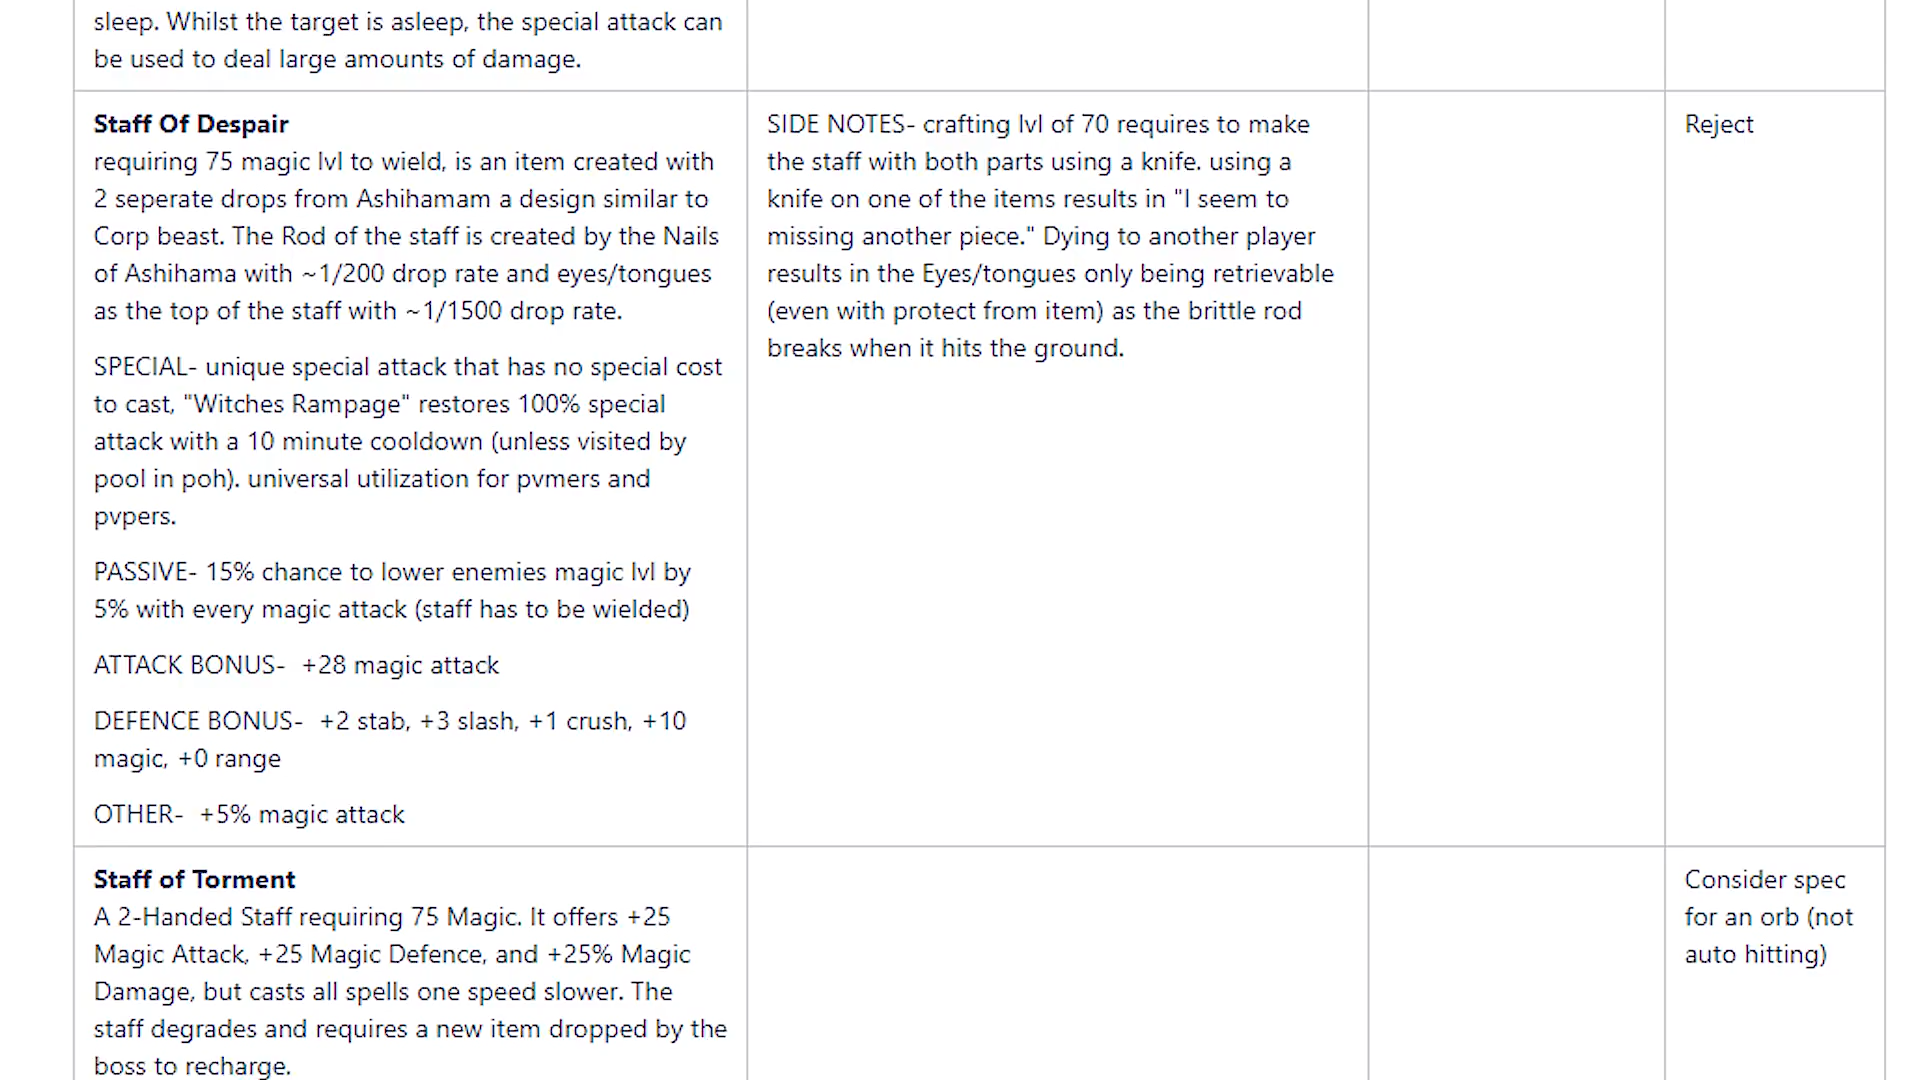 sleep. Whilst the target is asleep, the special attack can
be used to deal large amounts of damage.
Staff Of Despair
requiring 75 magic lvl to wield, is an item created with
2 seperate drops from Ashihamam a design similar to
Corp beast. The Rod of the staff is created by the Nails
of Ashihama with ~1/200 drop rate and eyes/tongues
as the top of the staff with ~1/1500 drop rate.
SPECIAL- unique special attack that has no special cost
to cast, "Witches Rampage" restores 100% special
attack with a 10 minute cooldown (unless visited by
pool in poh). universal utilization for pvmers and
pvpers.
PASSIVE- 15% chance to lower enemies magic lvl by
5% with every magic attack (staff has to be wielded)
ATTACK BONUS-  +28 magic attack
DEFENCE BONUS-  +2 stab, +3 slash, +1 crush, +10
magic, +0 range
OTHER-  +5% magic attack
SIDE NOTES- crafting lvl of 70 requires to make
the staff with both parts using a knife. using a
knife on one of the items results in "I seem to
missing another piece." Dying to another player
results in the Eyes/tongues only being retrievable
(even with protect from item) as the brittle rod
breaks when it hits the ground.
Reject
Staff of Torment
A 2-Handed Staff requiring 75 Magic. It offers +25
Magic Attack, +25 Magic Defence, and +25% Magic
Damage, but casts all spells one speed slower. The
staff degrades and requires a new item dropped by the
boss to recharge.
Consider spec
for an orb (not
auto hitting)